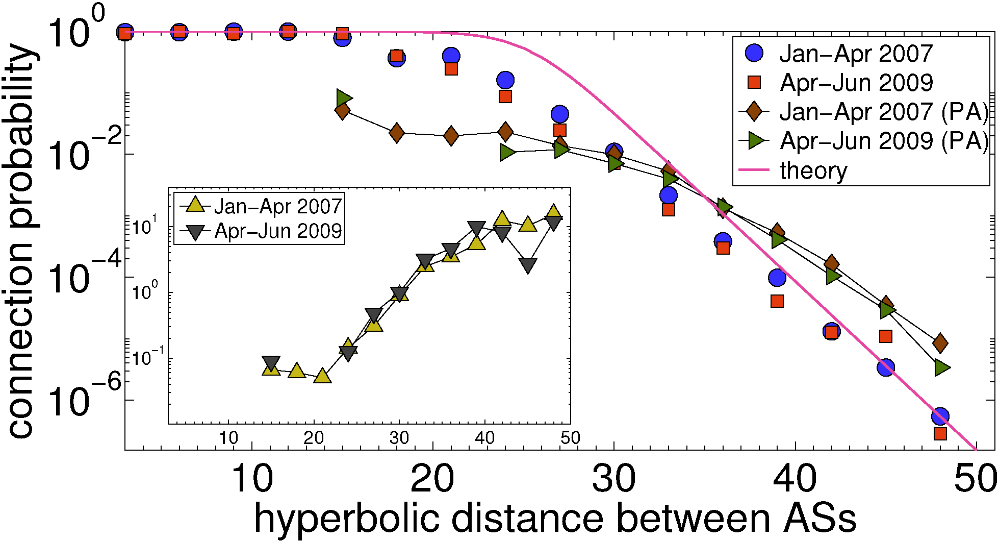 connection probability
10^0
10^−2
10^−4
10^−6
Jan−Apr 2007
Apr−Jun 2009
Jan−Apr 2007 (PA)
Apr−Jun 2009 (PA)
theory
Jan−Apr 2007
Apr−Jun 2009
10^1
10^0
10^−1
10 20 30 40 50
10 20 30 40 50
hyperbolic distance between ASs